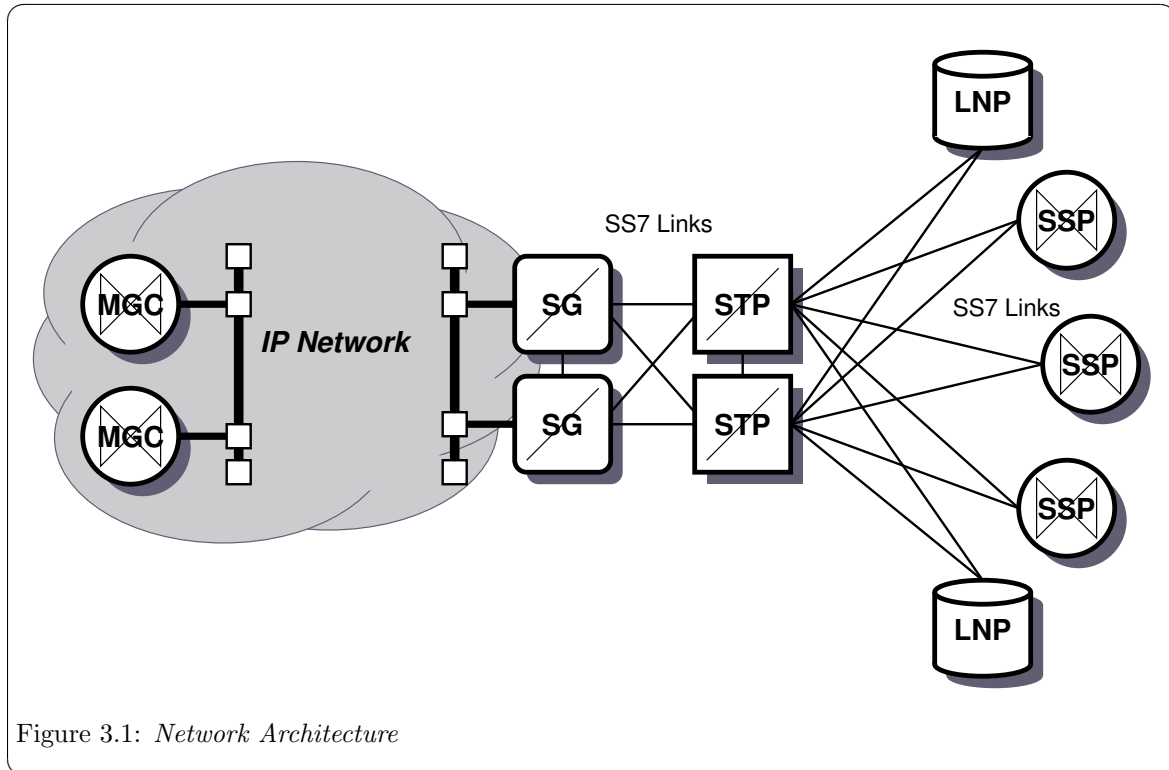 LNP
SS7 Links
SSP
MGC
SG
STP
SS7 Links
IP Network
SSP
MGC
SG
STP
SSP
LNP
Figure 3.1: Network Architecture